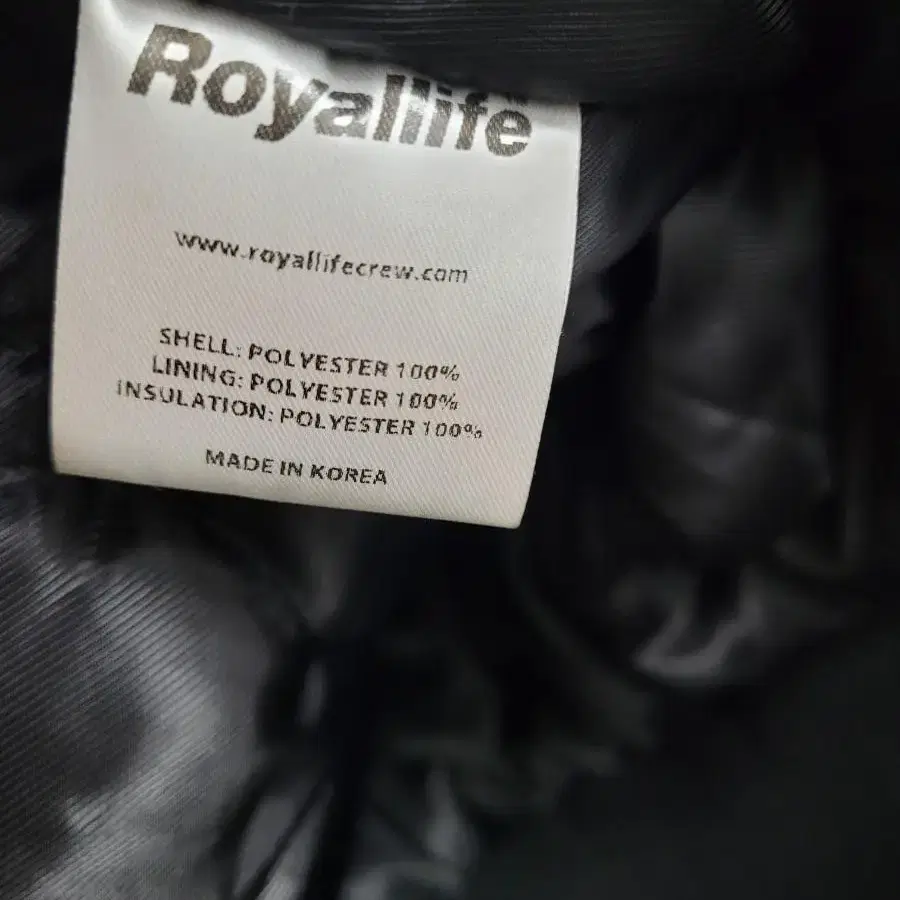 Royallife
www.royallifecrew.com
SHELL: POLYESTER 100%
LINING: POLYESTER 100%
INSULATION: POLYESTER 100%
MADE IN KOREA